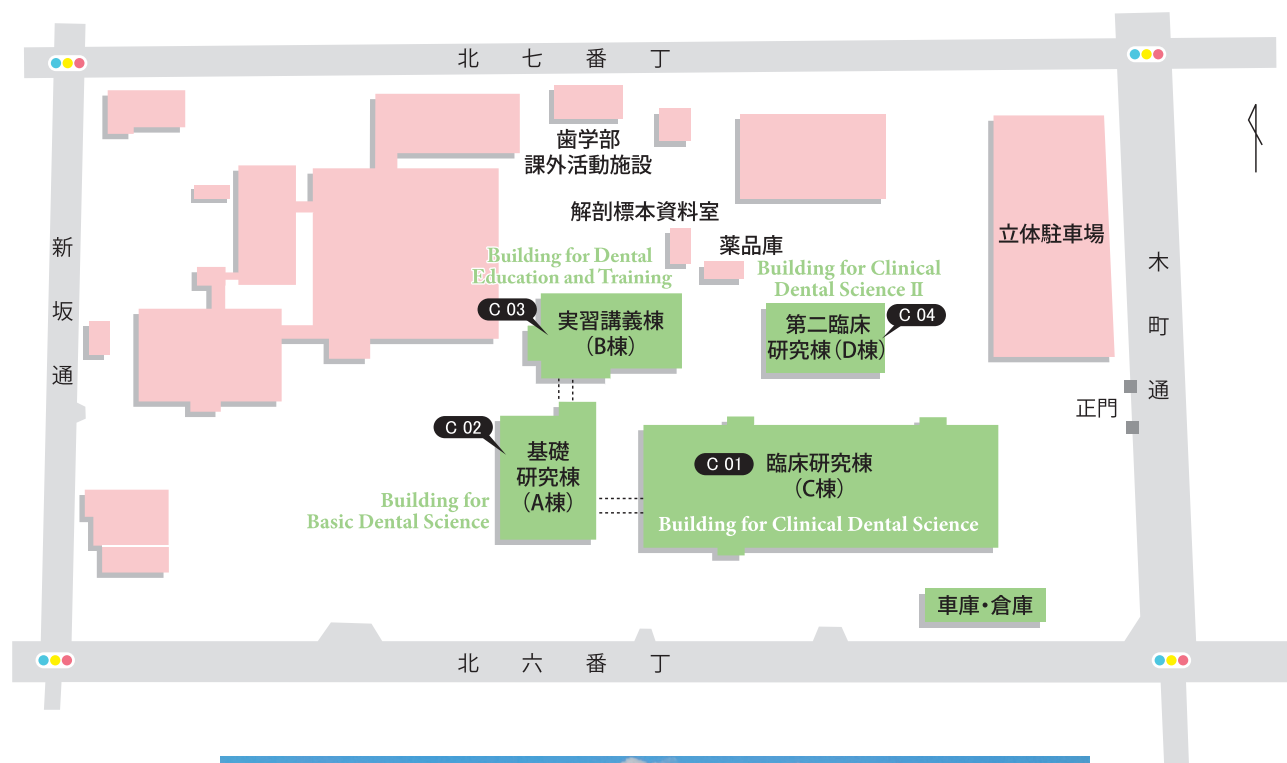 北七番丁
歯学部
課外活動施設
解剖標本資料室
薬品庫
立体駐車場
新坂通
木町通
Building for Dental
Education and Training
Building for Clinical
Dental Science II
C 03
実習講義棟
(B棟)
C 04
第二臨床
研究棟(D棟)
正門
C 02
基礎
研究棟
(A棟)
C 01
臨床研究棟
(C棟)
Building for
Basic Dental Science
Building for Clinical Dental Science
車庫・倉庫
北六番丁